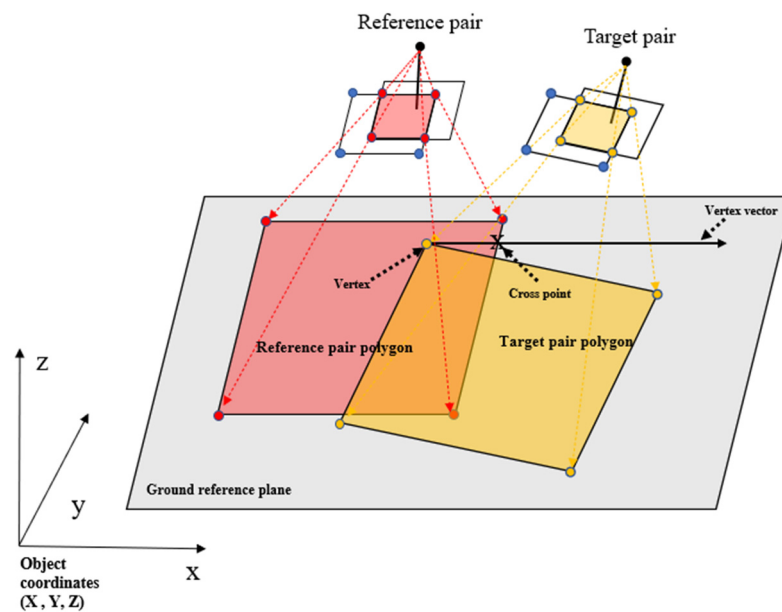 Reference pair
Target pair
Vertex vector
X
Vertex
Cross point
Reference pair polygon
Target pair polygon
Z
y
Ground reference plane
X
Object
coordinates
(X , Y, Z)